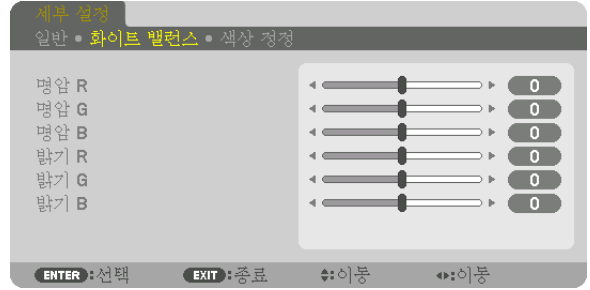 세부 설정
일반 • 화이트 밸런스 • 색상 정정
명암 R 0
명암 G 0
명암 B 0
밝기 R 0
밝기 G 0
밝기 B 0
ENTER :선택 EXIT :종료 :이동 :이동